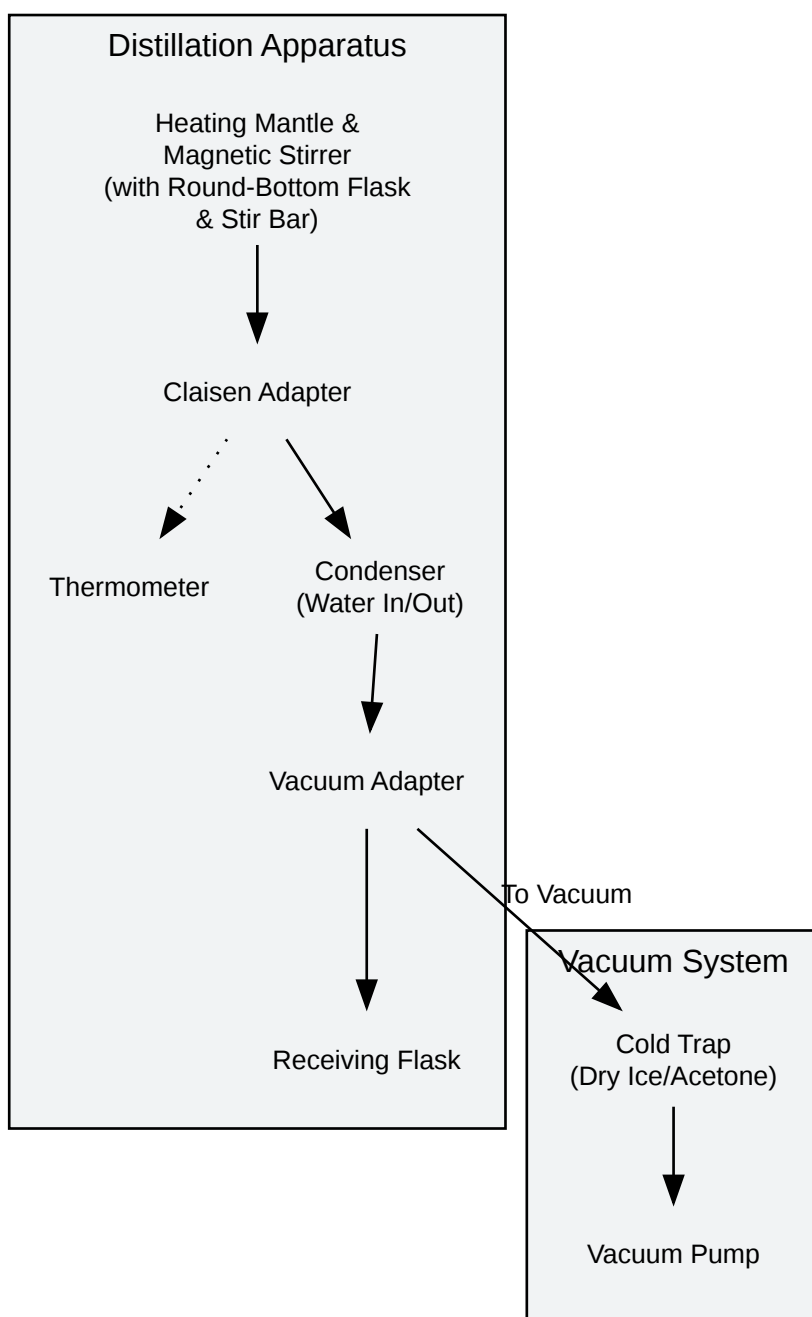 Distillation Apparatus
Heating Mantle &
Magnetic Stirrer
(with Round-Bottom Flask
& Stir Bar)
Claisen Adapter
Thermometer
Condenser
(Water In/Out)
Vacuum Adapter
To Vacuum
Receiving Flask
Vacuum System
Cold Trap
(Dry Ice/Acetone)
Vacuum Pump